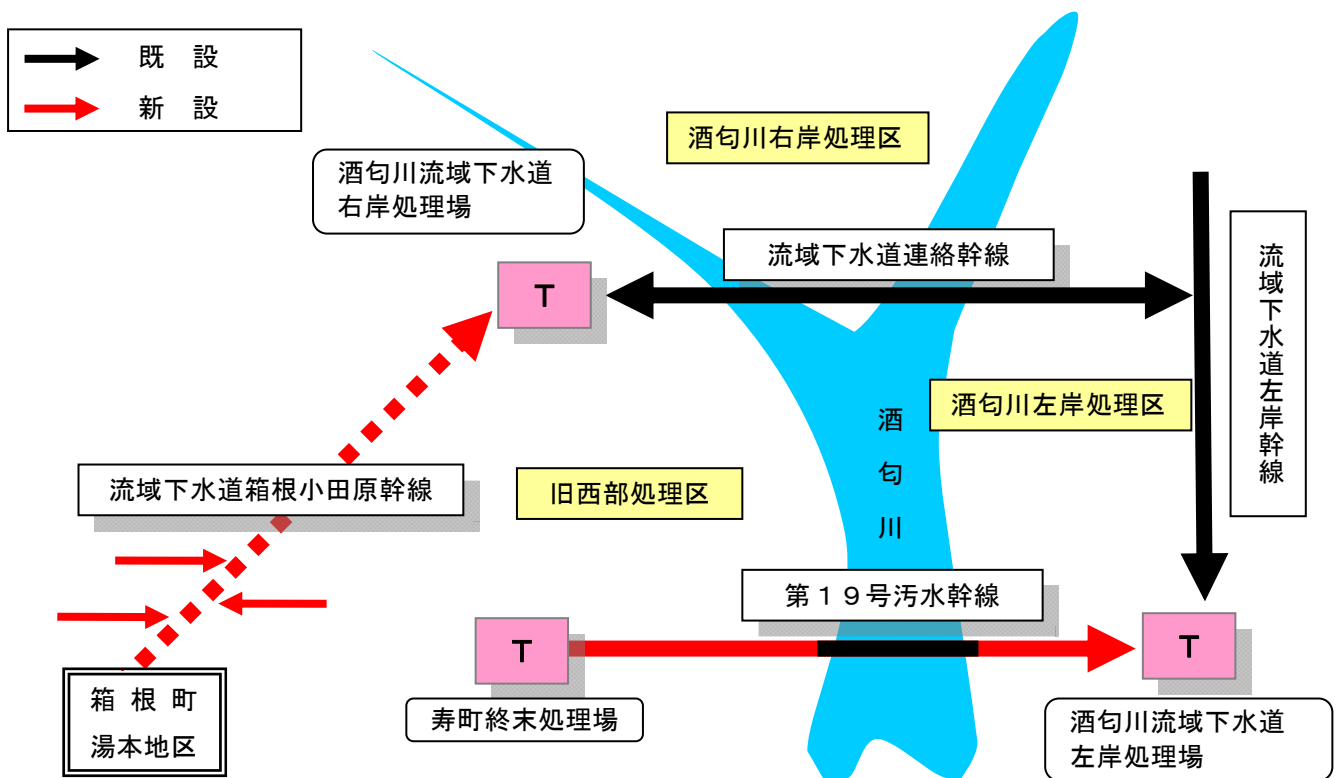 既 設
新 設
酒匂川右岸処理区
酒匂川流域下水道
右岸処理場
流域下水道連絡幹線
流域下水道左岸幹線
T
酒匂川左岸処理区
酒匂川
流域下水道箱根小田原幹線
旧西部処理区
第１９号汚水幹線
T
T
箱 根 町
湯本地区
寿町終末処理場
酒匂川流域下水道
左岸処理場